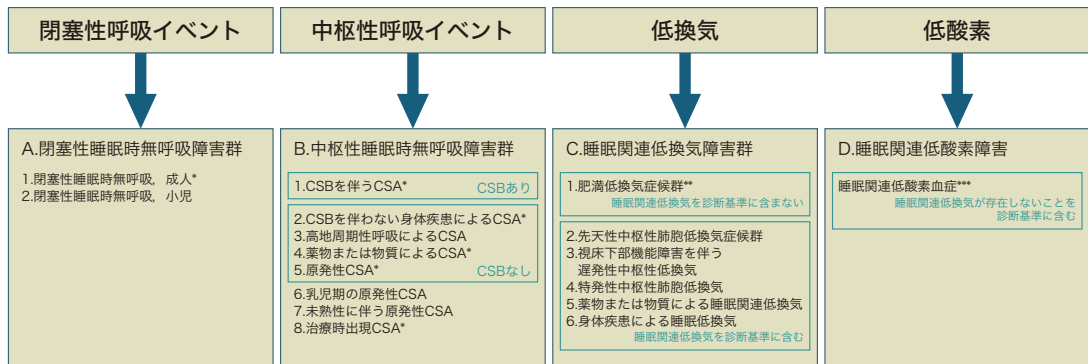 閉塞性呼吸イベント
A.閉塞性睡眠時無呼吸障害群
1.閉塞性睡眠時無呼吸，成人*
2.閉塞性睡眠時無呼吸，小児
中枢性呼吸イベント
B.中枢性睡眠時無呼吸障害群
1.CSBを伴うCSA* CSBあり
2.CSBを伴わない身体疾患によるCSA*
3.高地周期性呼吸によるCSA
4.薬物または物質によるCSA*
5.原発性CSA* CSBなし
6.乳児期の原発性CSA
7.未熟性に伴う原発性CSA
8.治療時出現CSA*
低換気
C.睡眠関連低換気障害群
1.肥満低換気症候群**
睡眠関連低換気を診断基準に含まない
2.先天性中枢性肺胞低換気症候群
3.視床下部機能障害を伴う
遅発性中枢性低換気
4.特発性中枢性肺胞低換気
5.薬物または物質による睡眠関連低換気
6.身体疾患による睡眠低換気
睡眠関連低換気を診断基準に含む
低酸素
D.睡眠関連低酸素障害
睡眠関連低酸素血症***
睡眠関連低換気が存在しないことを
診断基準に含む